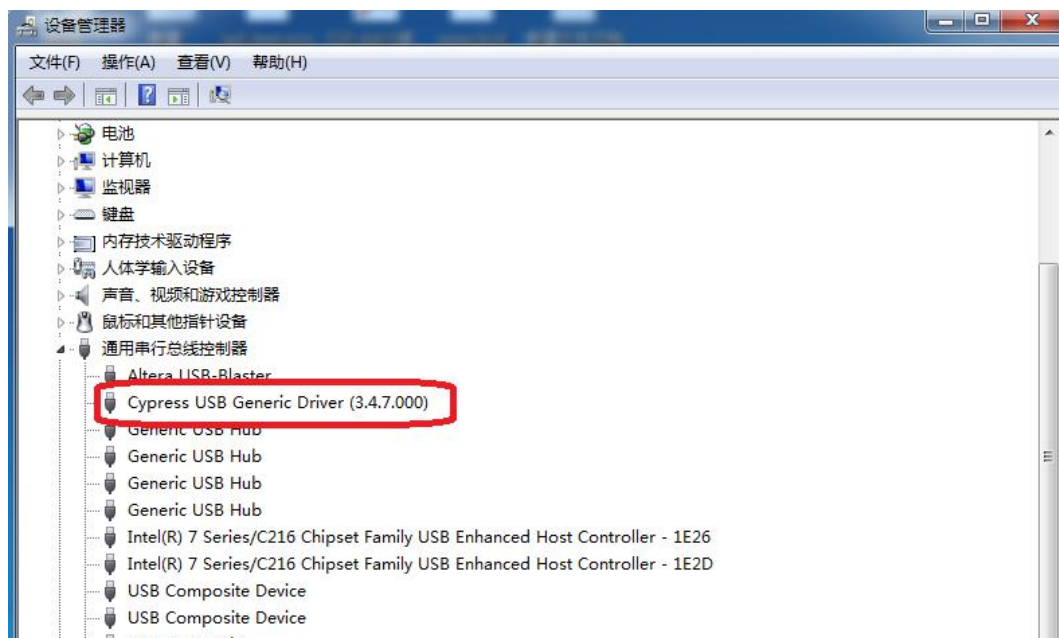 设备管理器
文件(F) 操作(A) 查看(V) 帮助(H)
电池
计算机
监视器
键盘
内存技术驱动程序
人体学输入设备
声音、视频和游戏控制器
鼠标和其他指针设备
通用串行总线控制器
Altera USB-Blaster
Cypress USB Generic Driver (3.4.7.000)
Generic USB Hub
Generic USB Hub
Generic USB Hub
Generic USB Hub
Intel(R) 7 Series/C216 Chipset Family USB Enhanced Host Controller - 1E26
Intel(R) 7 Series/C216 Chipset Family USB Enhanced Host Controller - 1E2D
USB Composite Device
USB Composite Device